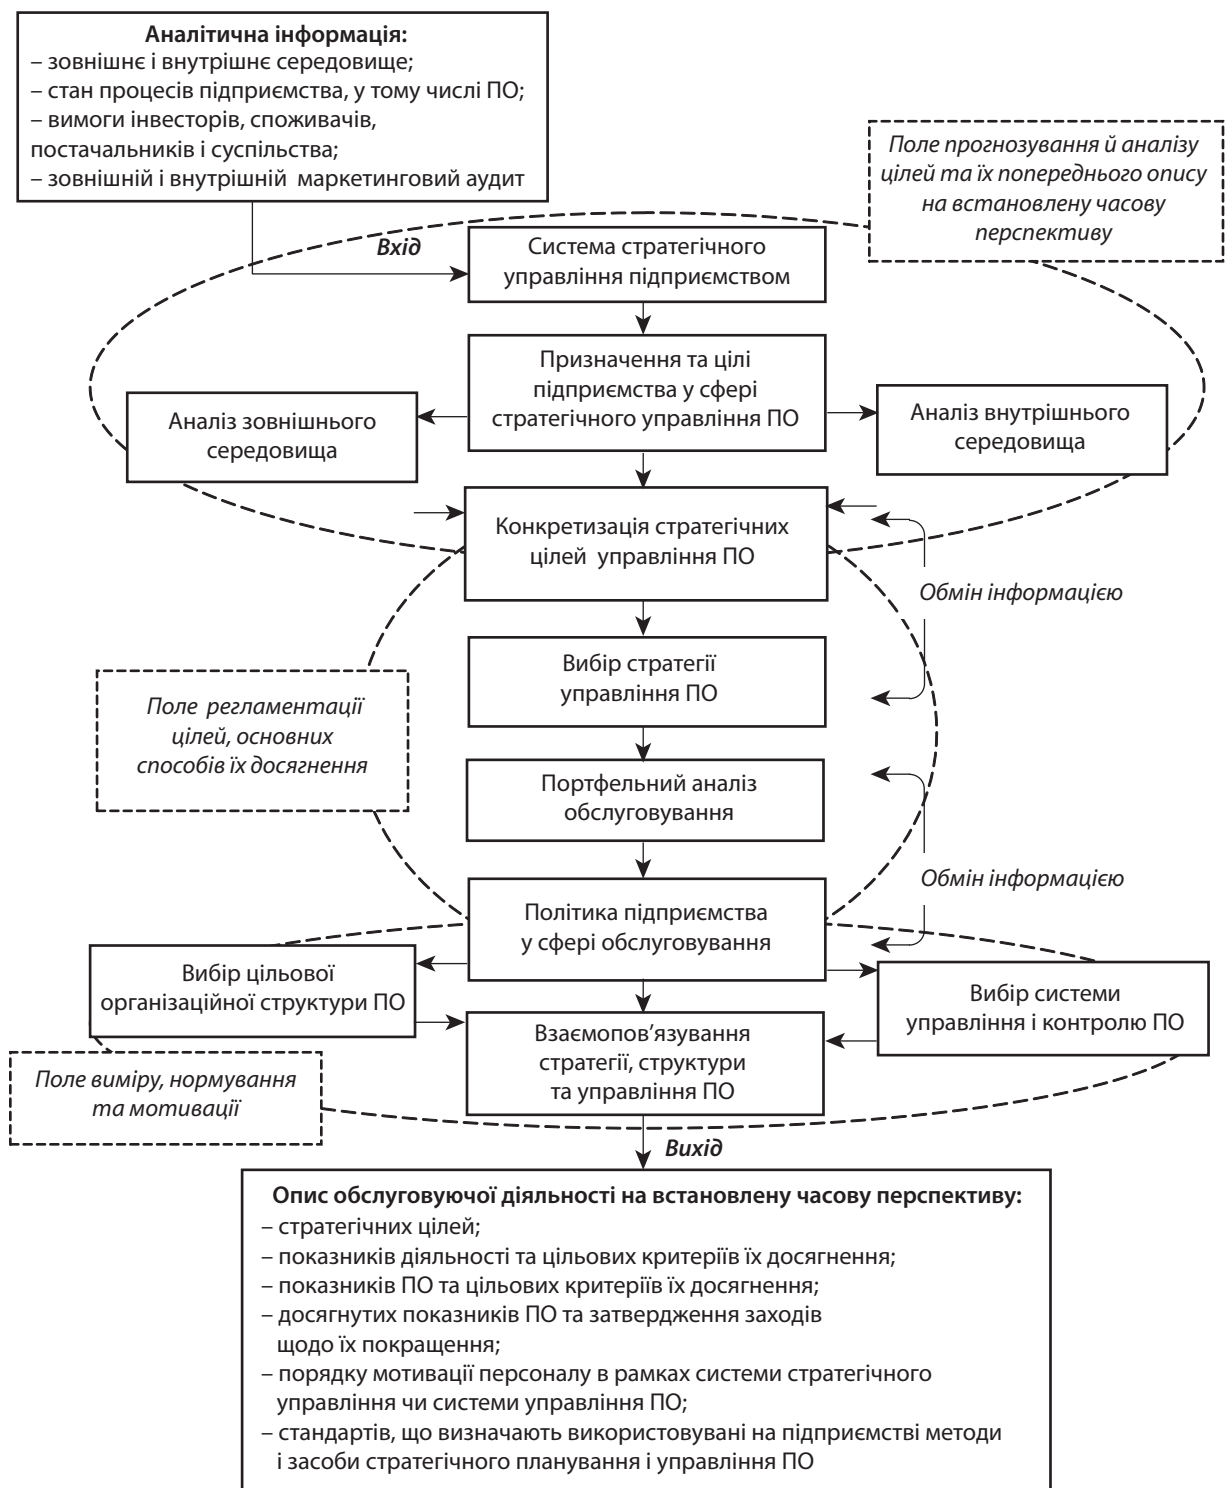 Аналітична інформація:
– зовнішнє і внутрішнє середовище;
– стан процесів підприємства, у тому числі ПО;
– вимоги інвесторів, споживачів,
постачальників і суспільства;
– зовнішній і внутрішній маркетинговий аудит
Поле прогнозування й аналізу
цілей та їх попереднього опису
на встановлену часову
перспективу
Вхід
Система стратегічного
управління підприємством
Призначення та цілі
підприємства у сфері
стратегічного управління ПО
Аналіз зовнішнього
середовища
Аналіз внутрішнього
середовища
Конкретизація стратегічних
цілей управління ПО
Обмін інформацією
Вибір стратегії
управління ПО
Поле регламентації
цілей, основних
способів їх досягнення
Портфельний аналіз
обслуговування
Обмін інформацією
Політика підприємства
у сфері обслуговування
Вибір цільової
організаційної структури ПО
Вибір системи
управління і контролю ПО
Взаємопов’язування
стратегії, структури
та управління ПО
Поле виміру, нормування
та мотивації
Вихід
Опис обслуговуючої діяльності на встановлену часову перспективу:
– стратегічних цілей;
– показників діяльності та цільових критеріїв їх досягнення;
– показників ПО та цільових критеріїв їх досягнення;
– досягнутих показників ПО та затвердження заходів
щодо їх покращення;
– порядку мотивації персоналу в рамках системи стратегічного
управління чи системи управління ПО;
– стандартів, що визначають використовувані на підприємстві методи
і засоби стратегічного планування і управління ПО